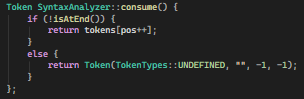 Token SyntaxAnalyzer::consume() {
    if (!isAtEnd()) {
        return tokens[pos++];
    }
    else {
        return Token(TokenTypes::UNDEFINED, "", -1, -1);
    }
};